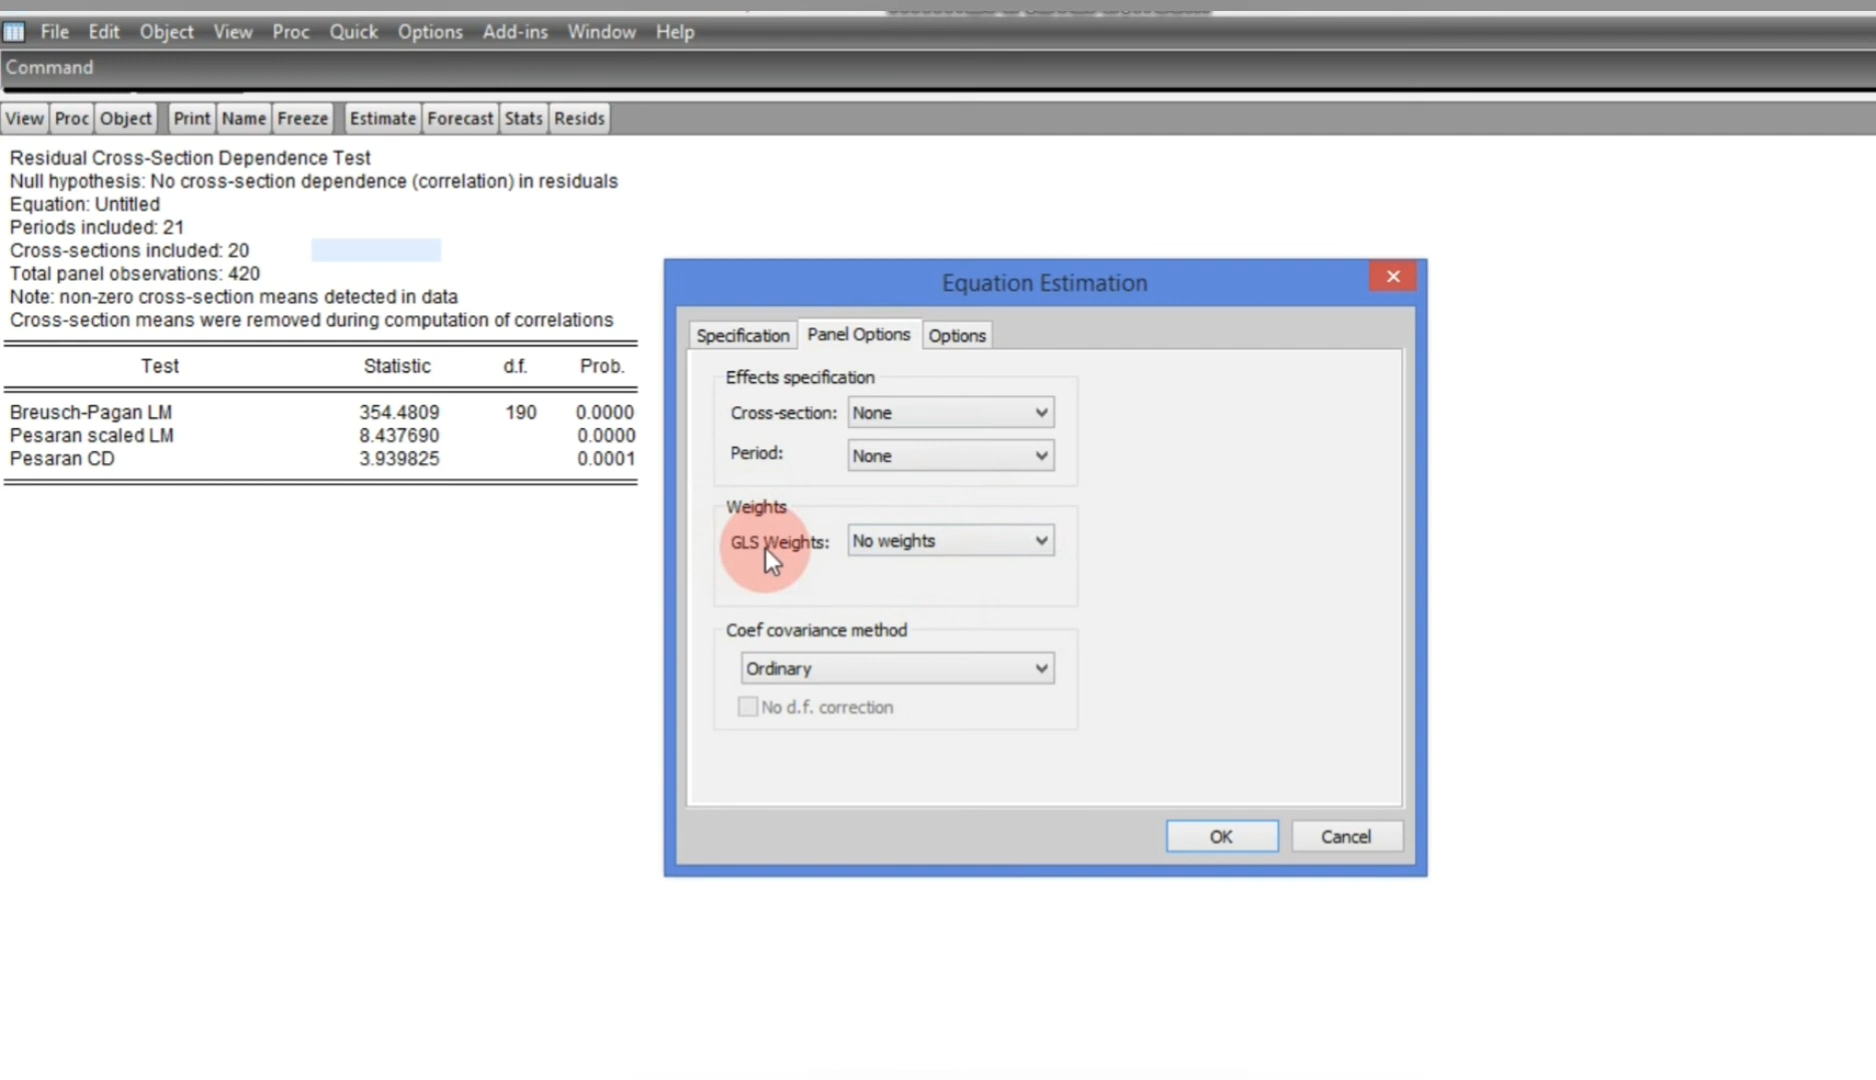 File Edit Object View Proc Quick Options Add-ins Window Help
Command
View Proc Object Print Name Freeze Estimate Forecast Stats Resids
Residual Cross-Section Dependence Test
Null hypothesis: No cross-section dependence (correlation) in residuals
Equation: Untitled
Periods included: 21
Cross-sections included: 20
Total panel observations: 420
Note: non-zero cross-section means detected in data
Cross-section means were removed during computation of correlations
Test Statistic d.f. Prob.
Breusch-Pagan LM 354.4809 190 0.0000
Pesaran scaled LM 8.437690 0.0000
Pesaran CD 3.939825 0.0001
Equation Estimation
Specification Panel Options Options
Effects specification
Cross-section: None
Period: None
Weights
GLS Weights: No weights
Coef covariance method
Ordinary
No d.f. correction
OK Cancel